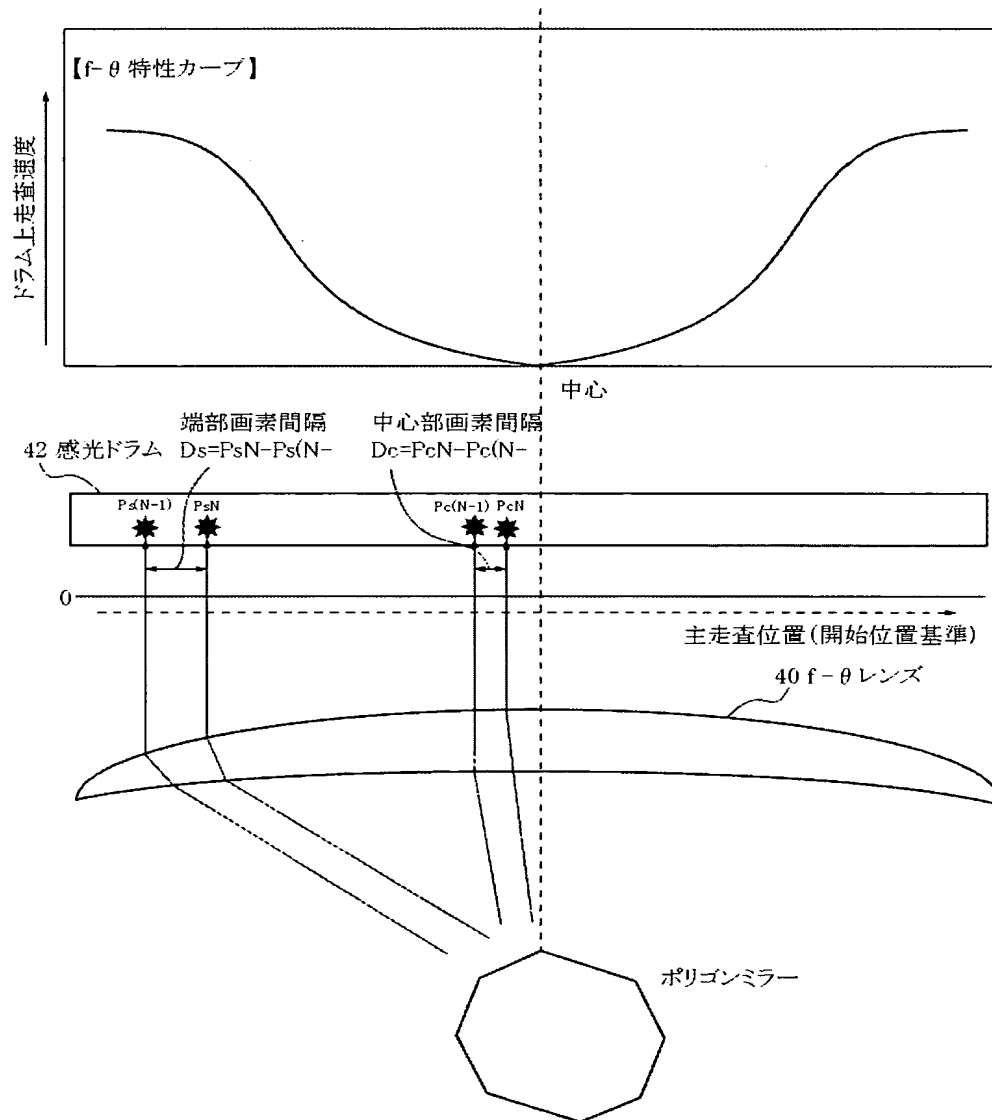 【f-θ 特性カーブ】
ドラム上走査速度
中心
端部画素間隔
Ds=PsN-Ps(N-
中心部画素間隔
Dc=PcN-Pc(N-
42 感光ドラム
Ps(N-1)
PsN
Pc(N-1)
PcN
0
主走査位置(開始位置基準)
40 f-θ レンズ
ポリゴンミラー